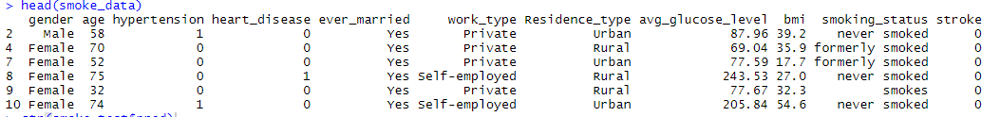 > head(smoke_data)
gender age hypertension heart_disease ever_married work_type Residence_type avg_glucose_level bmi smoking_status stroke
2 Male 58 1 0 Yes Private Urban 87.96 39.2 never smoked 0
4 Female 70 0 0 Yes Private Rural 69.04 35.9 formerly smoked 0
7 Female 52 0 0 Yes Private Urban 77.59 17.7 formerly smoked 0
8 Female 75 0 1 Yes Self-employed Rural 243.53 27.0 never smoked 0
9 Female 32 0 0 Yes Private Rural 77.67 32.3 smokes 0
10 Female 74 1 0 Yes Self-employed Urban 205.84 54.6 never smoked 0